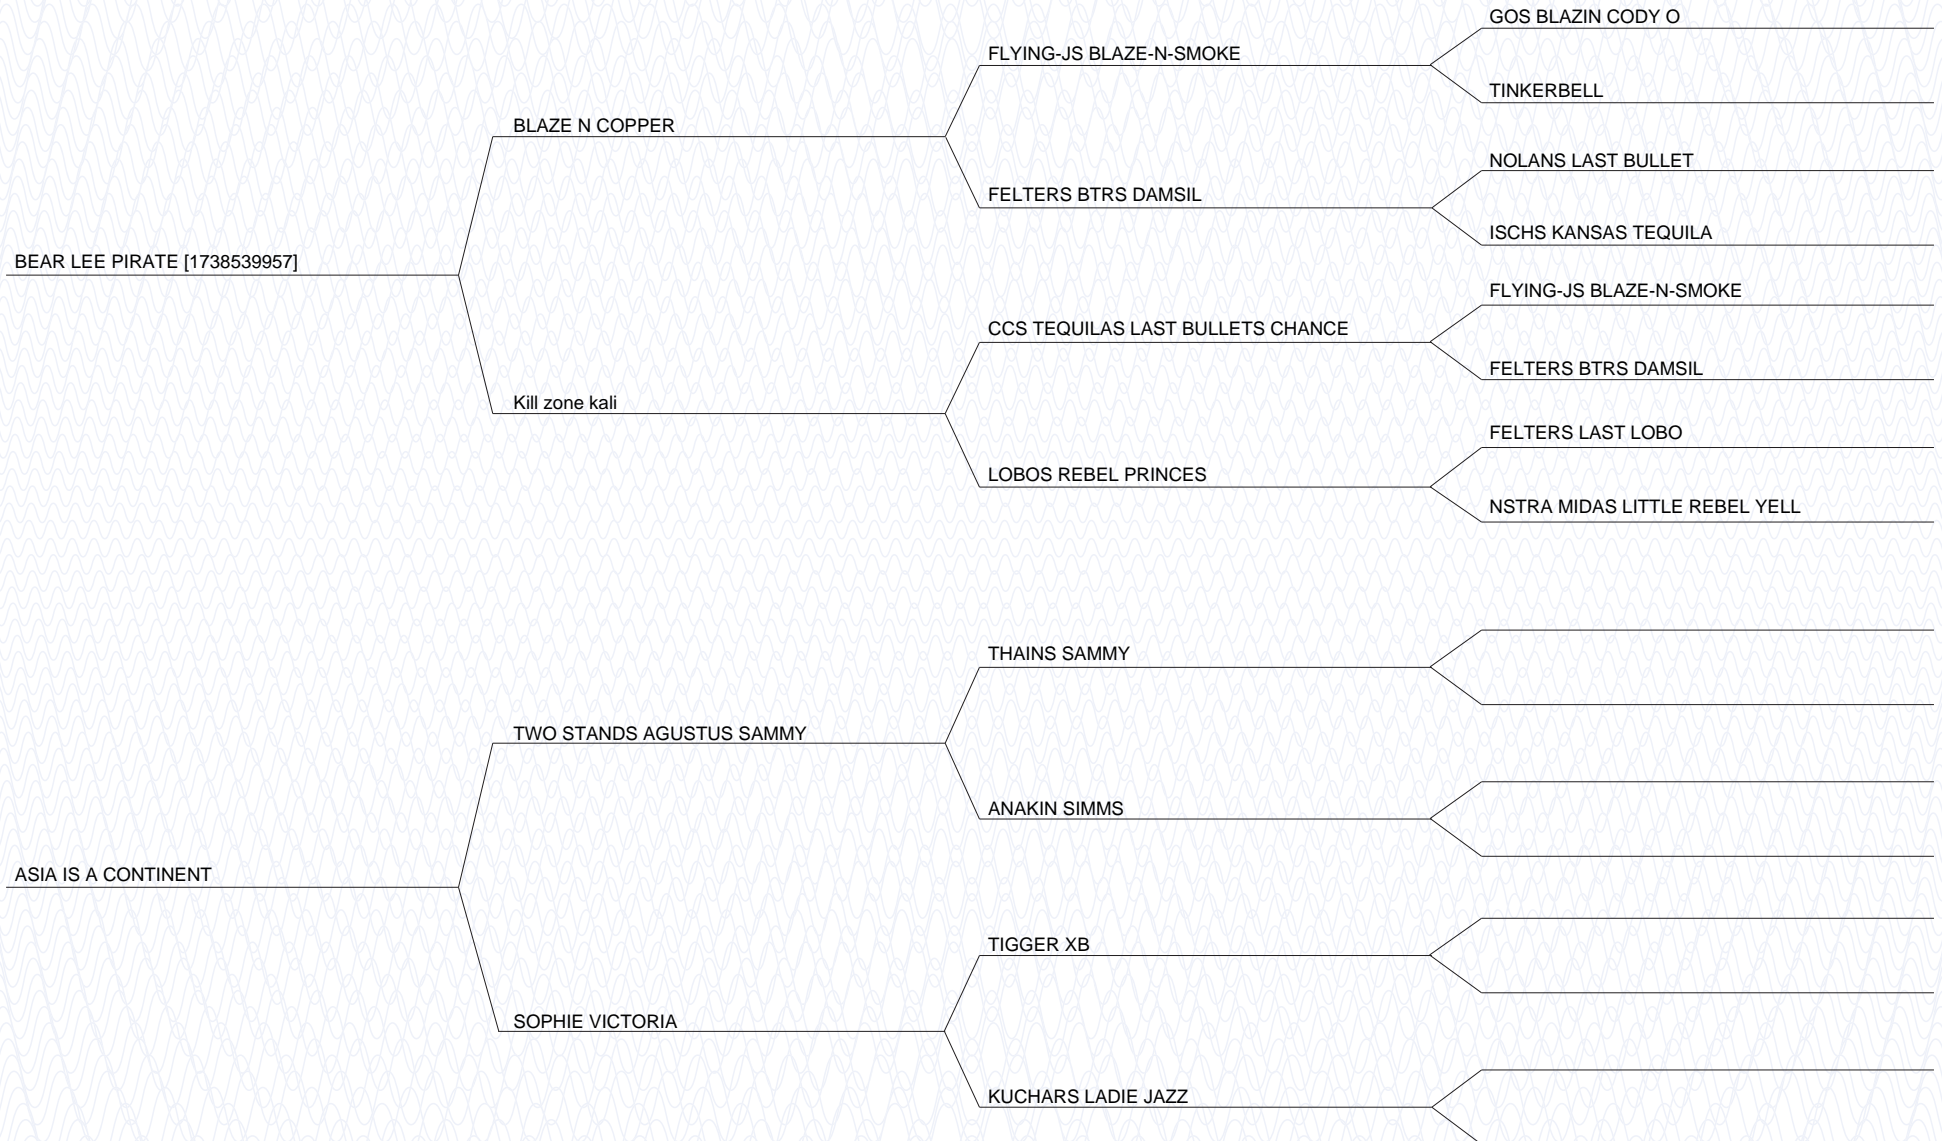 GOS BLAZIN CODY O
FLYING-JS BLAZE-N-SMOKE
TINKERBELL
BLAZE N COPPER
NOLANS LAST BULLET
FELTERS BTRS DAMSIL
ISCHS KANSAS TEQUILA
BEAR LEE PIRATE [1738539957]
FLYING-JS BLAZE-N-SMOKE
CCS TEQUILAS LAST BULLETS CHANCE
FELTERS BTRS DAMSIL
Kill zone kali
FELTERS LAST LOBO
LOBOS REBEL PRINCES
NSTRA MIDAS LITTLE REBEL YELL
THAINS SAMMY
TWO STANDS AGUSTUS SAMMY
ANAKIN SIMMS
ASIA IS A CONTINENT
TIGGER XB
SOPHIE VICTORIA
KUCHARS LADIE JAZZ